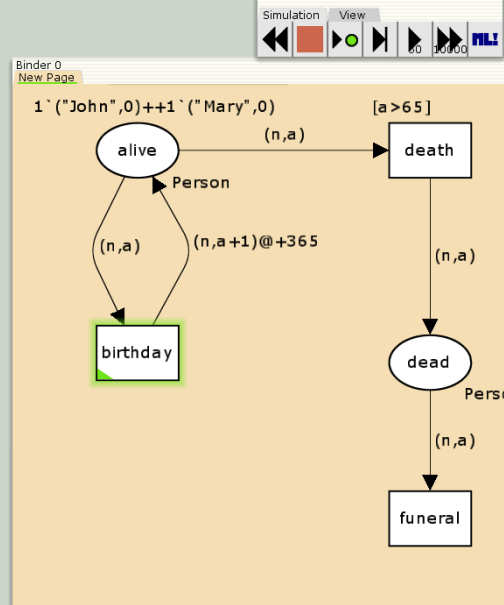 Simulation View
60 10000 ML!
Binder 0
New Page
1`("John",0)++1`("Mary",0) [a>65]
alive (n,a) death
Person
(n,a) (n,a+1)@+365 (n,a)
birthday dead
Perso
(n,a)
funeral